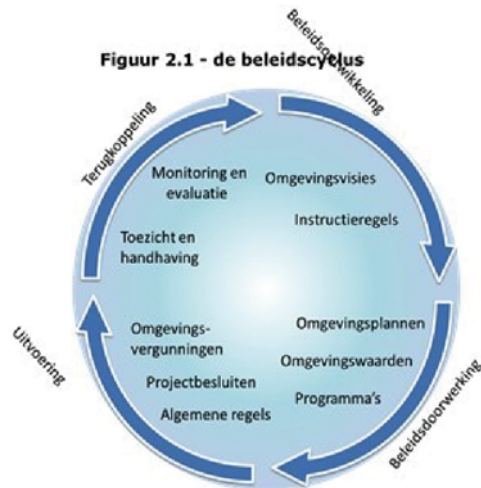 Figuur 2.1 - de beleidscyclus
Beleidsontwikkeling
Terugkoppeling
Monitoring en
evaluatie
Omgevingsvisies
Instructieregels
Toezicht en
handhaving
Omgevings-
vergunningen
Projectbesluiten
Algemene regels
Omgevingsplannen
Omgevingswaarden
Programma's
Uitvoering
Beleidsdoorwerking